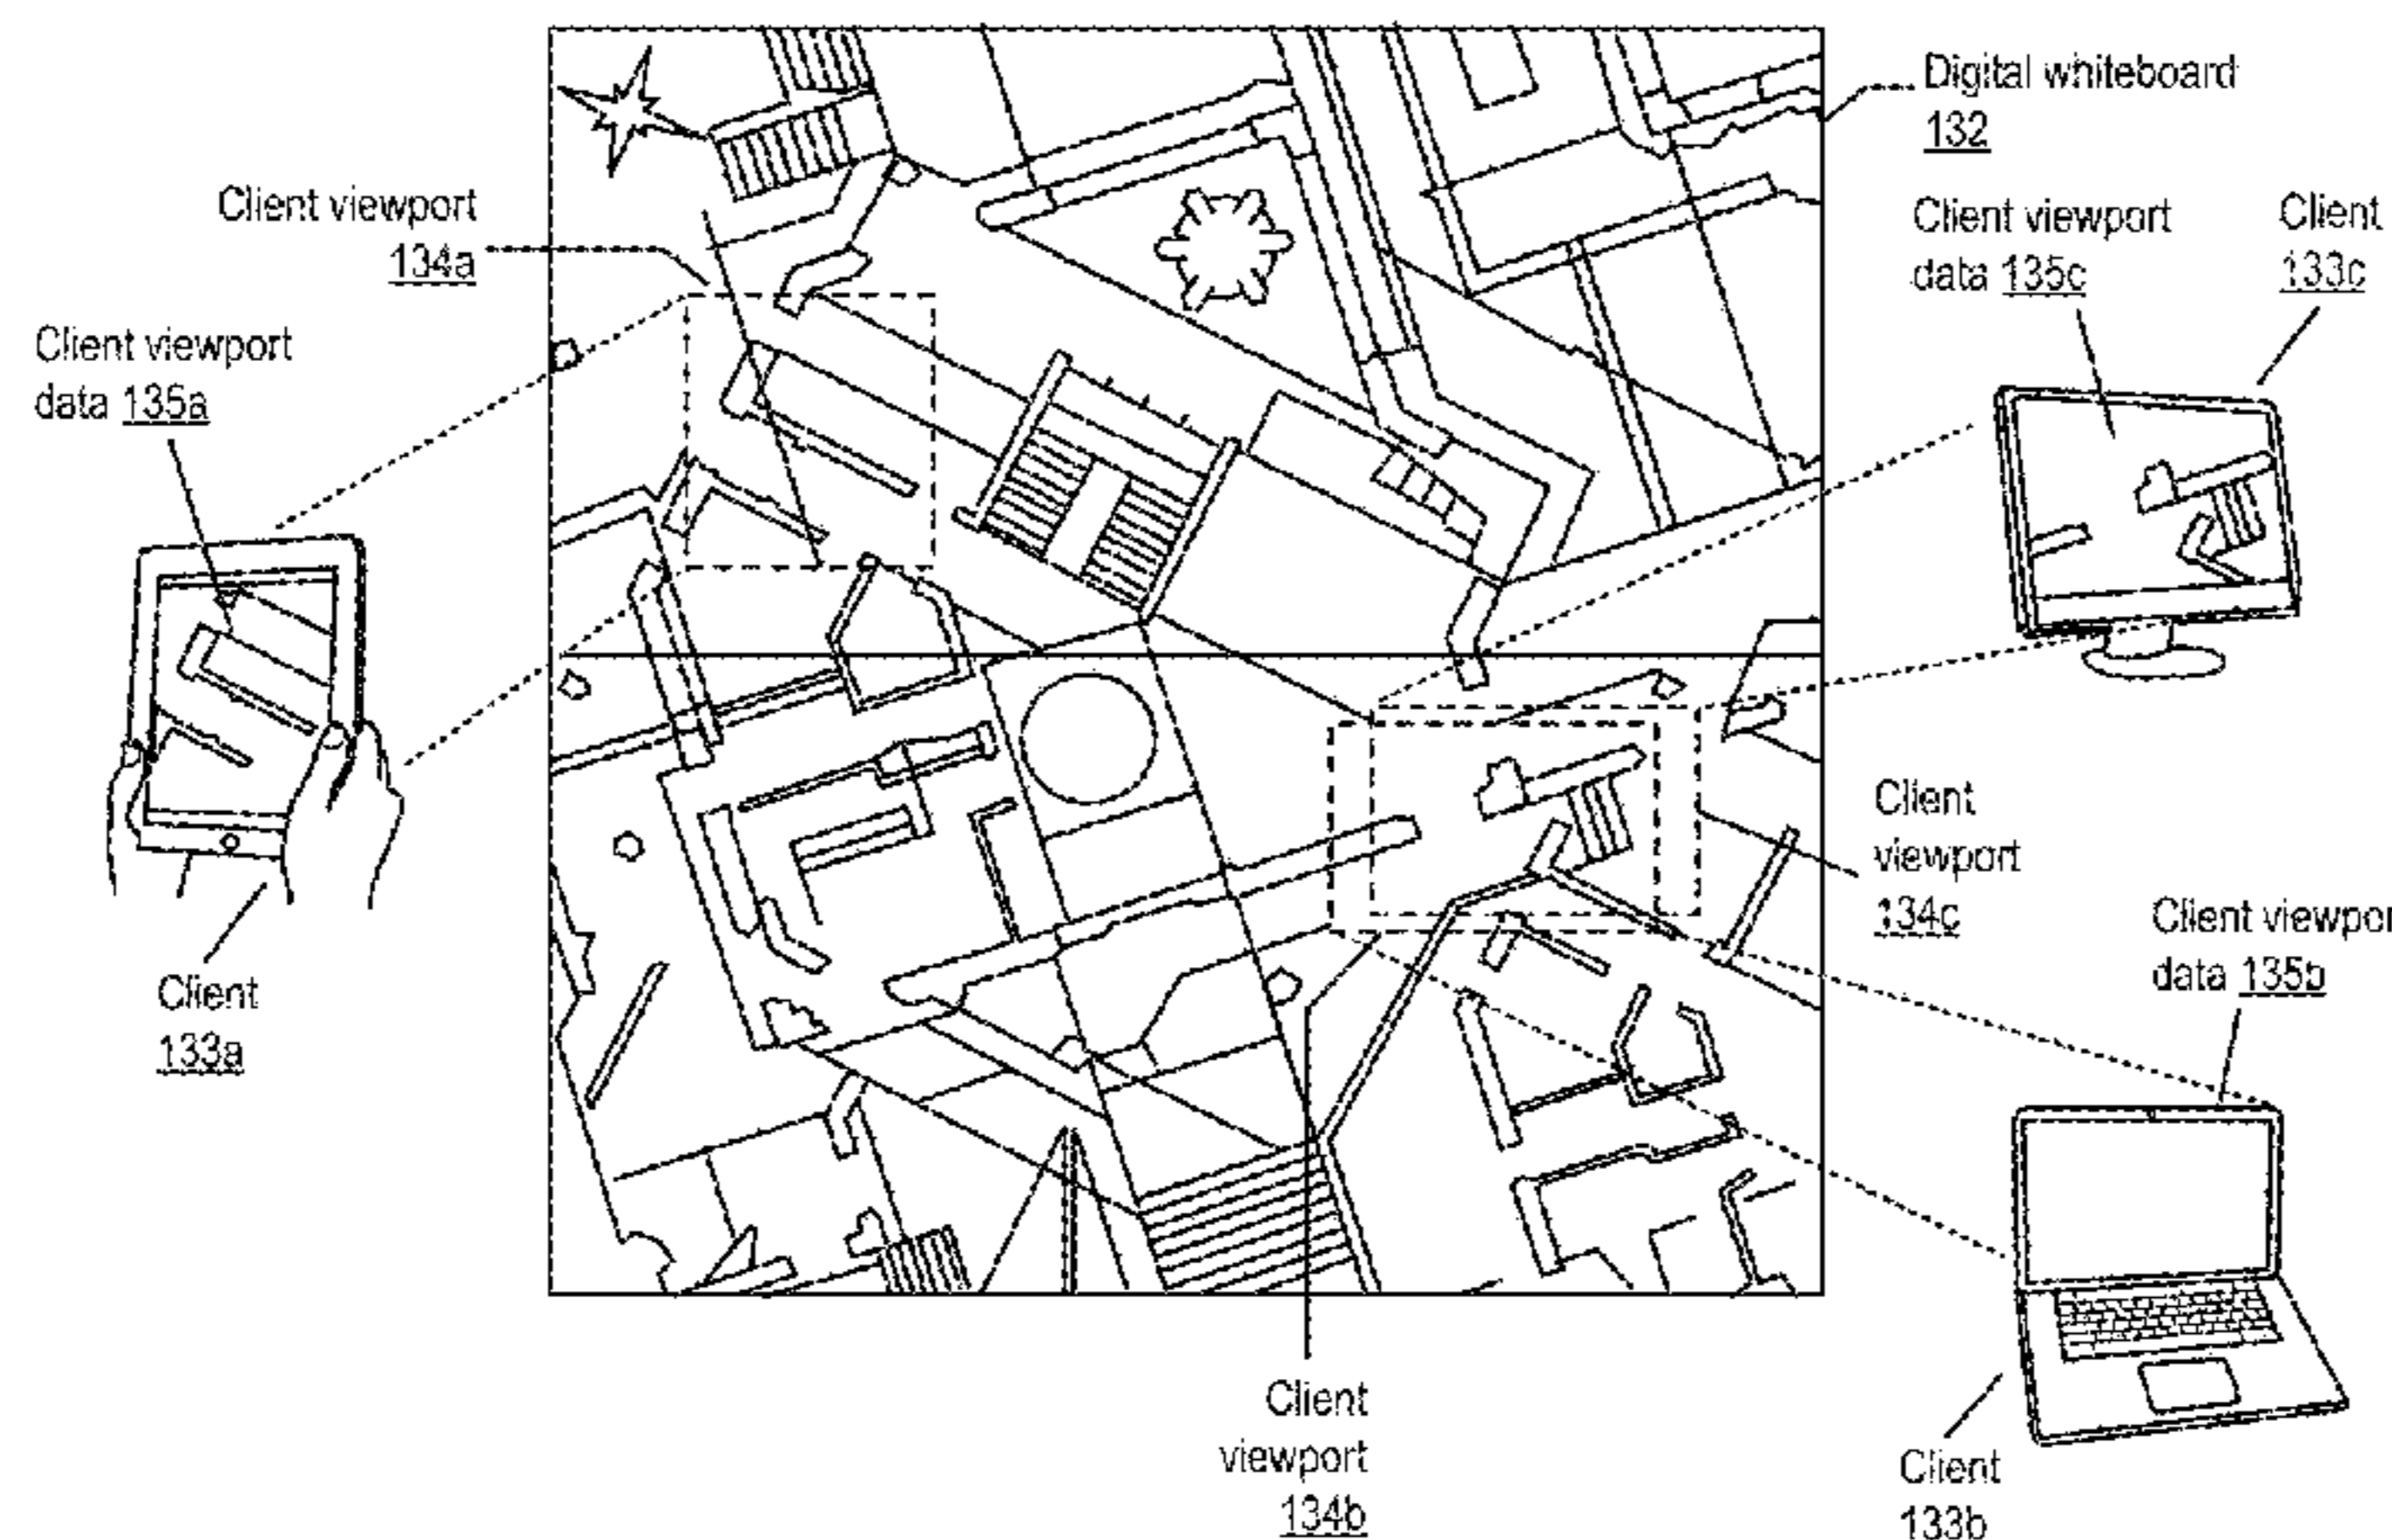 Digital whiteboard
132
Client viewport
134a
Client viewport
data 135a
Client viewport
data 135c
Client
133c
Client
viewport
134c
Client
data 135b
Client
133a
Client
viewport
134b
Client
133b